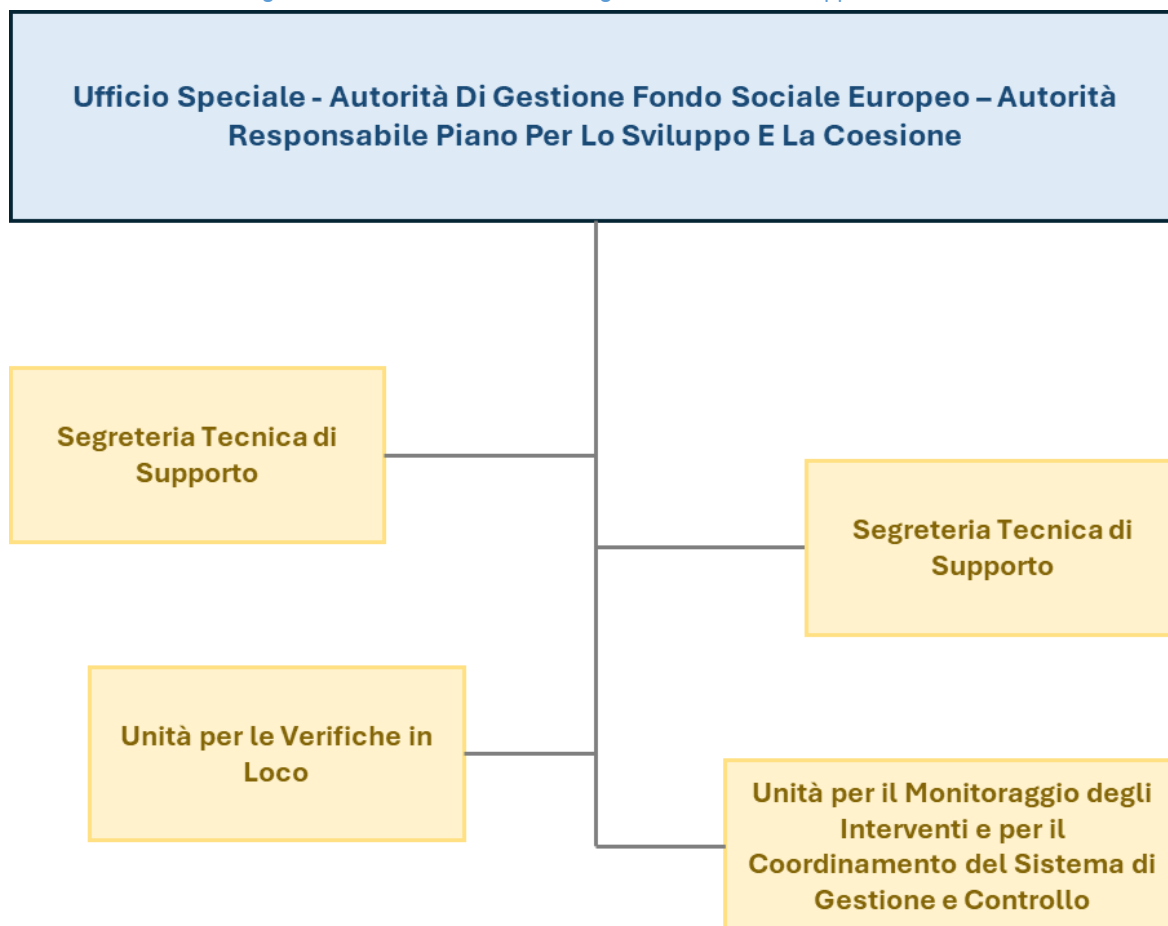 Ufficio Speciale - Autorità Di Gestione Fondo Sociale Europeo – Autorità
Responsabile Piano Per Lo Sviluppo E La Coesione
Segreteria Tecnica di
Supporto
Segreteria Tecnica di
Supporto
Unità per le Verifiche in
Loco
Unità per il Monitoraggio degli
Interventi e per il
Coordinamento del Sistema di
Gestione e Controllo